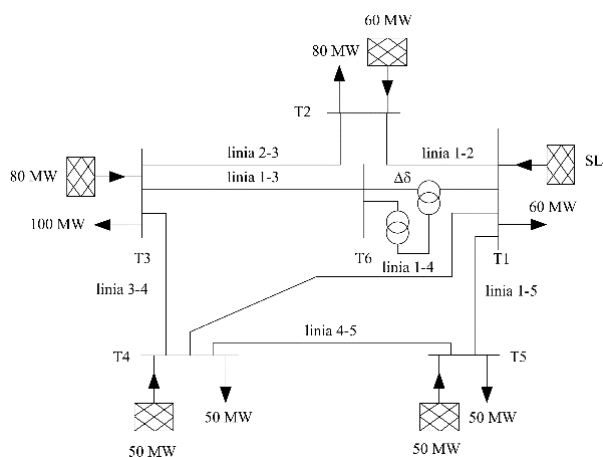 60 MW
80 MW
T2
linia 2-3
linia 1-2
SL
80 MW
linia 1-3
Δδ
100 MW
60 MW
T3
T6
linia 1-4
T1
linia 3-4
linia 1-5
linia 4-5
T4
T5
50 MW
50 MW
50 MW
50 MW